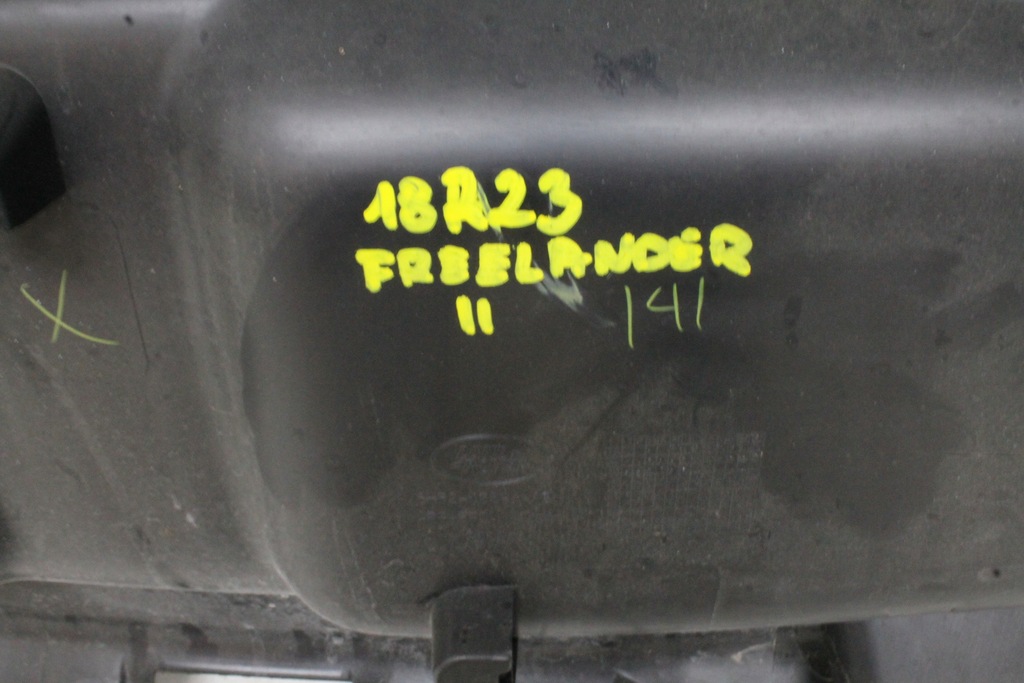 18R23
FREELANDER
II 141
X